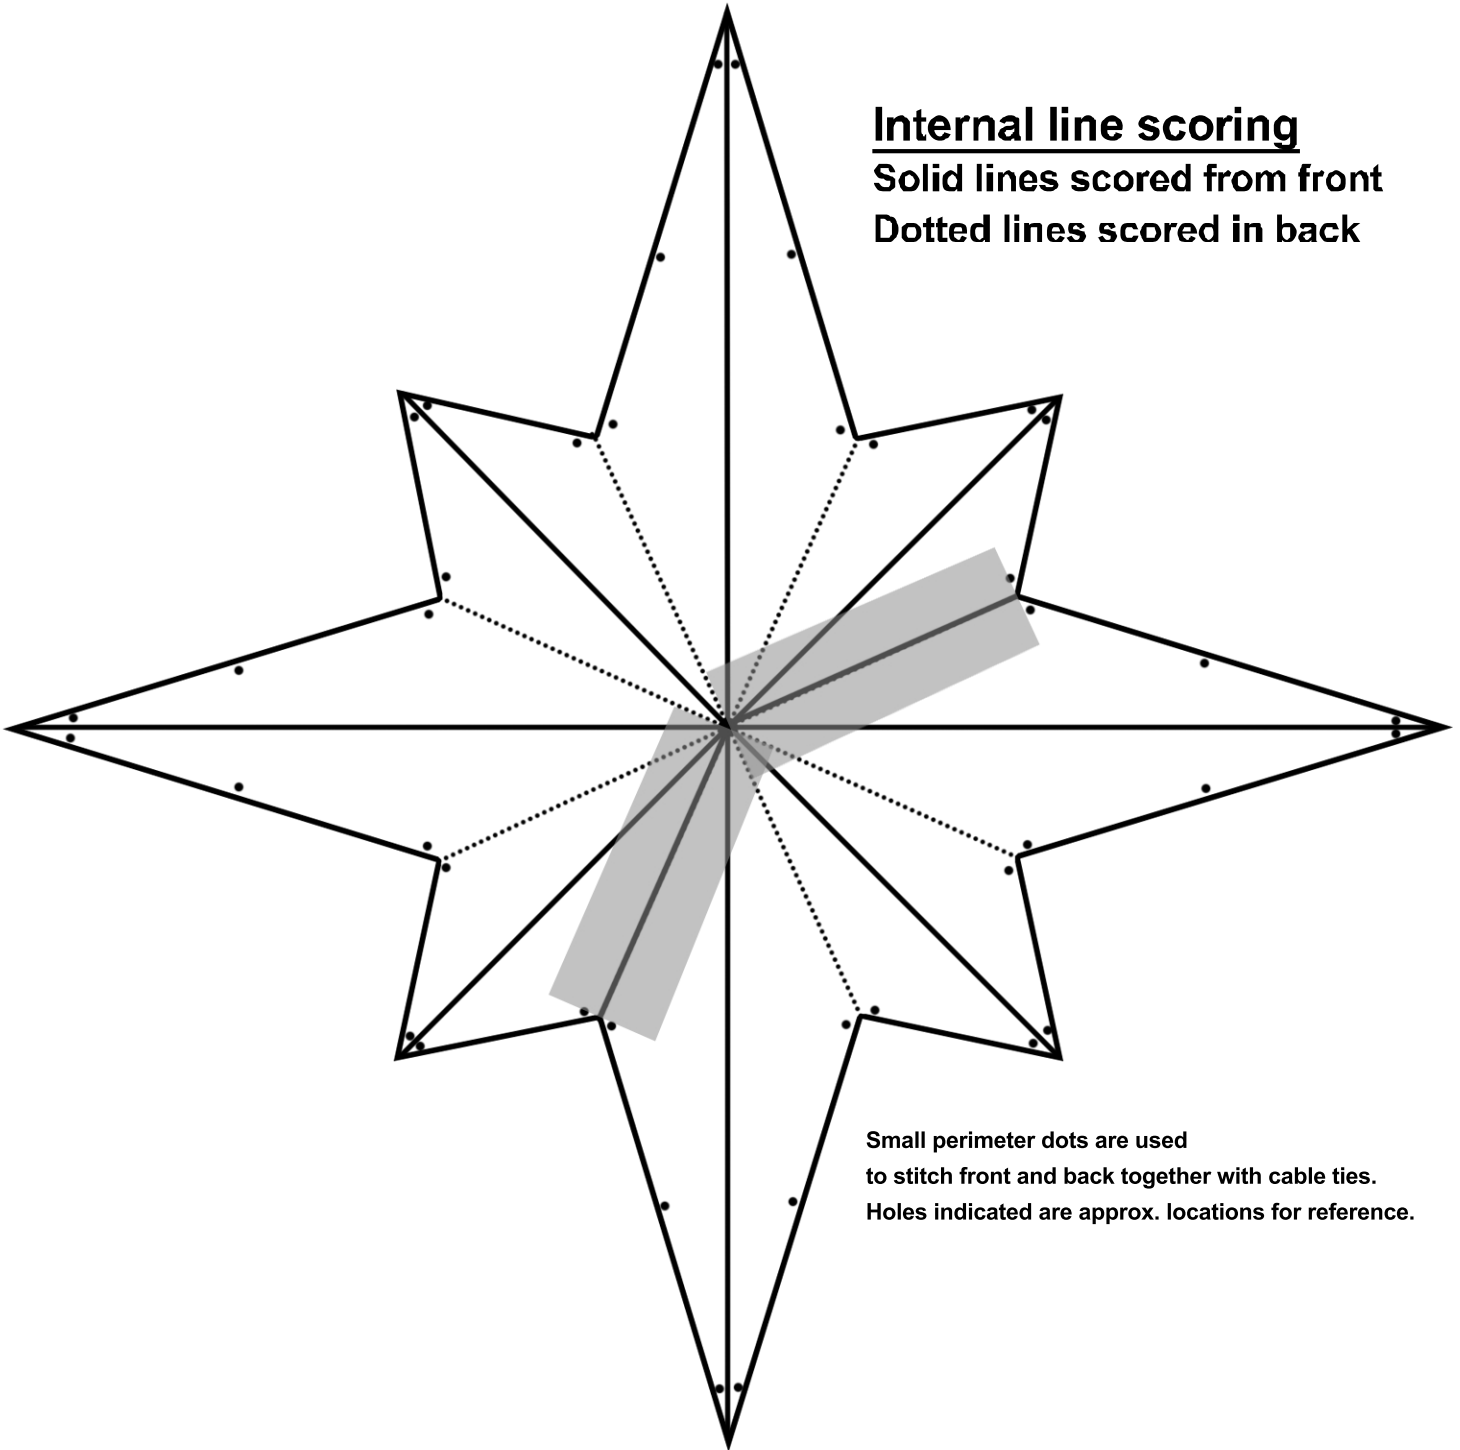 Internal line scoring
Solid lines scored from front
Dotted lines scored in back
Small perimeter dots are used
to stitch front and back together with cable ties.
Holes indicated are approx. locations for reference.